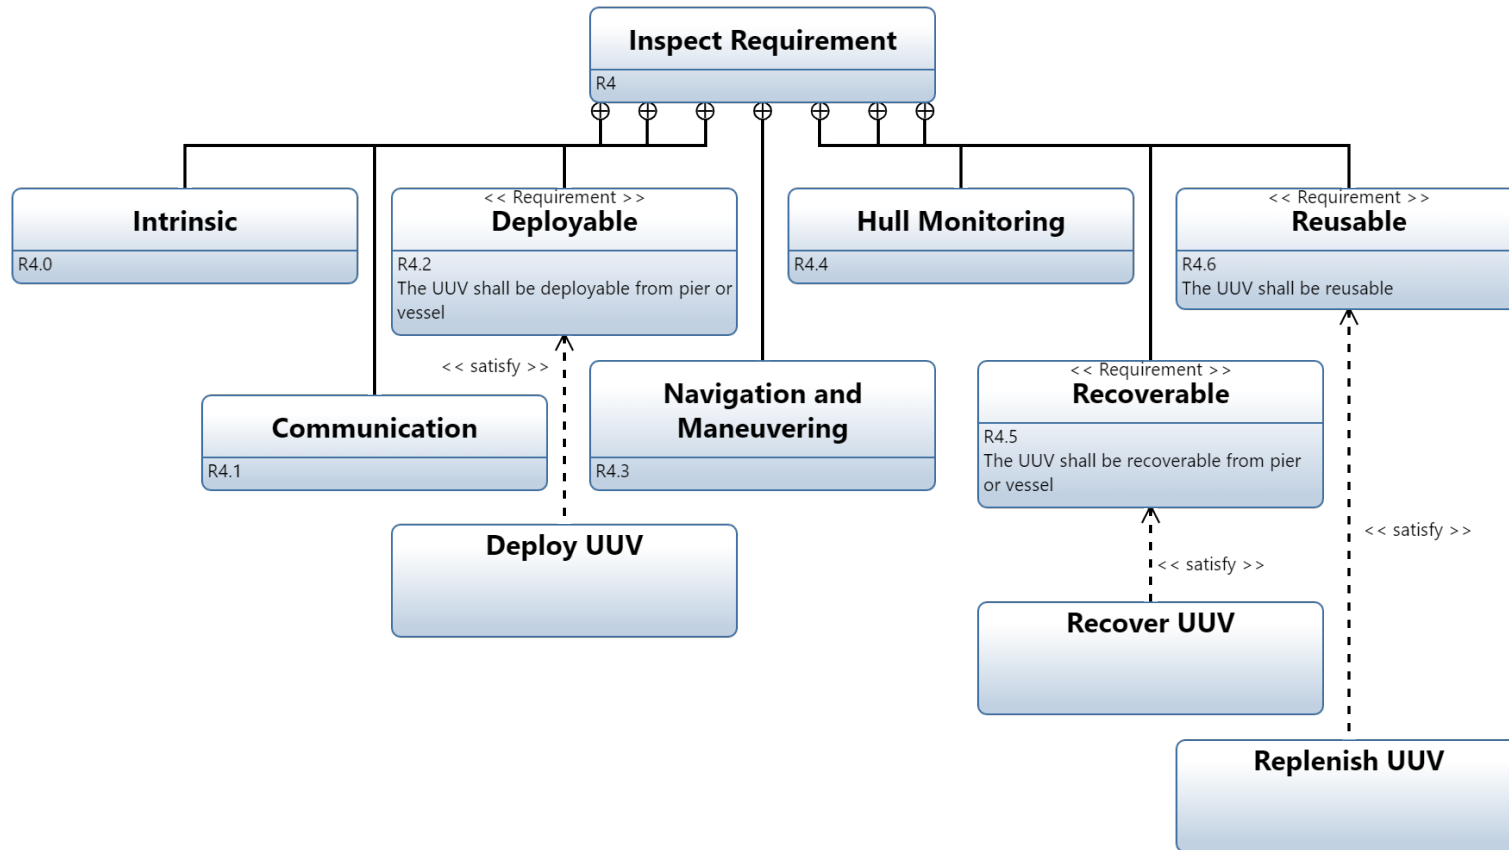 Inspect Requirement
R4
Intrinsic
R4.0
<< Requirement >>
Deployable
R4.2
The UUV shall be deployable from pier or
vessel
Hull Monitoring
R4.4
<< Requirement >>
Reusable
R4.6
The UUV shall be reusable
<< satisfy >>
Communication
R4.1
Navigation and
Maneuvering
R4.3
<< Requirement >>
Recoverable
R4.5
The UUV shall be recoverable from pier
or vessel
Deploy UUV
<< satisfy >>
<< satisfy >>
Recover UUV
Replenish UUV